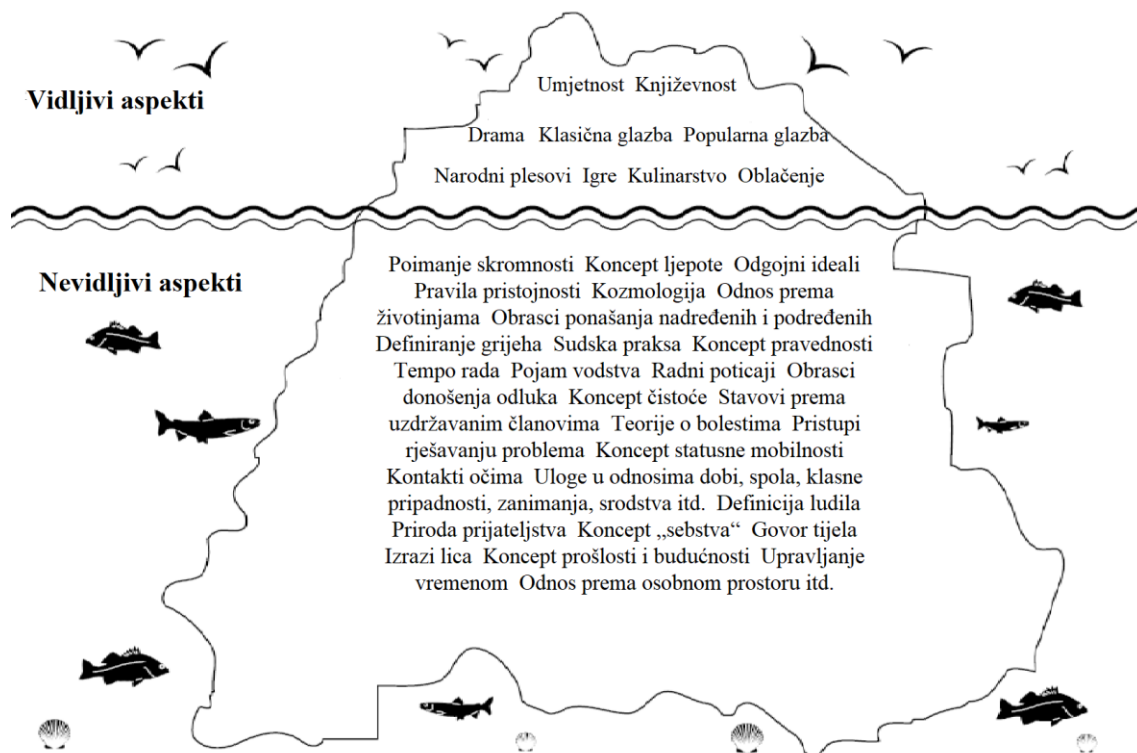 Vidljivi aspekti
Umjetnost Književnost
Drama Klasična glazba Popularna glazba
Narodni plesovi Igre Kulinarstvo Oblačenje
Nevidljivi aspekti
Poimanje skromnosti Koncept ljepote Odgojni ideali
Pravila pristojnosti Kozmologija Odnos prema
životinjama Obrasci ponašanja nadređenih i podređenih
Definiranje grijeha Sudska praksa Koncept pravednosti
Tempo rada Pojam vodstva Radni poticaji Obrasci
donošenja odluka Koncept čistoće Stavovi prema
uzdržavanim članovima Teorije o bolestima Pristupi
rješavanju problema Koncept statusne mobilnosti
Kontakti očima Uloge u odnosima dobi, spola, klasne
pripadnosti, zanimanja, srodstva itd. Definicija ludila
Priroda prijateljstva Koncept „sebstva“ Govor tijela
Izrazi lica Koncept prošlosti i budućnosti Upravljanje
vremenom Odnos prema osobnom prostoru itd.